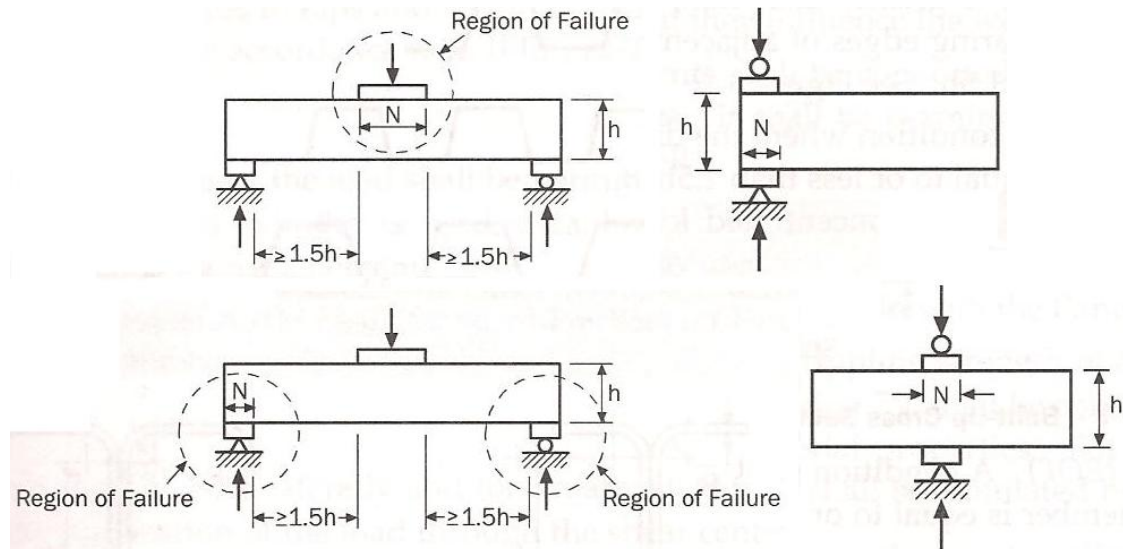 Region of Failure
N
h
≥1.5h
≥1.5h
h
N
N
h
Region of Failure
≥1.5h
≥1.5h
Region of Failure
N
h